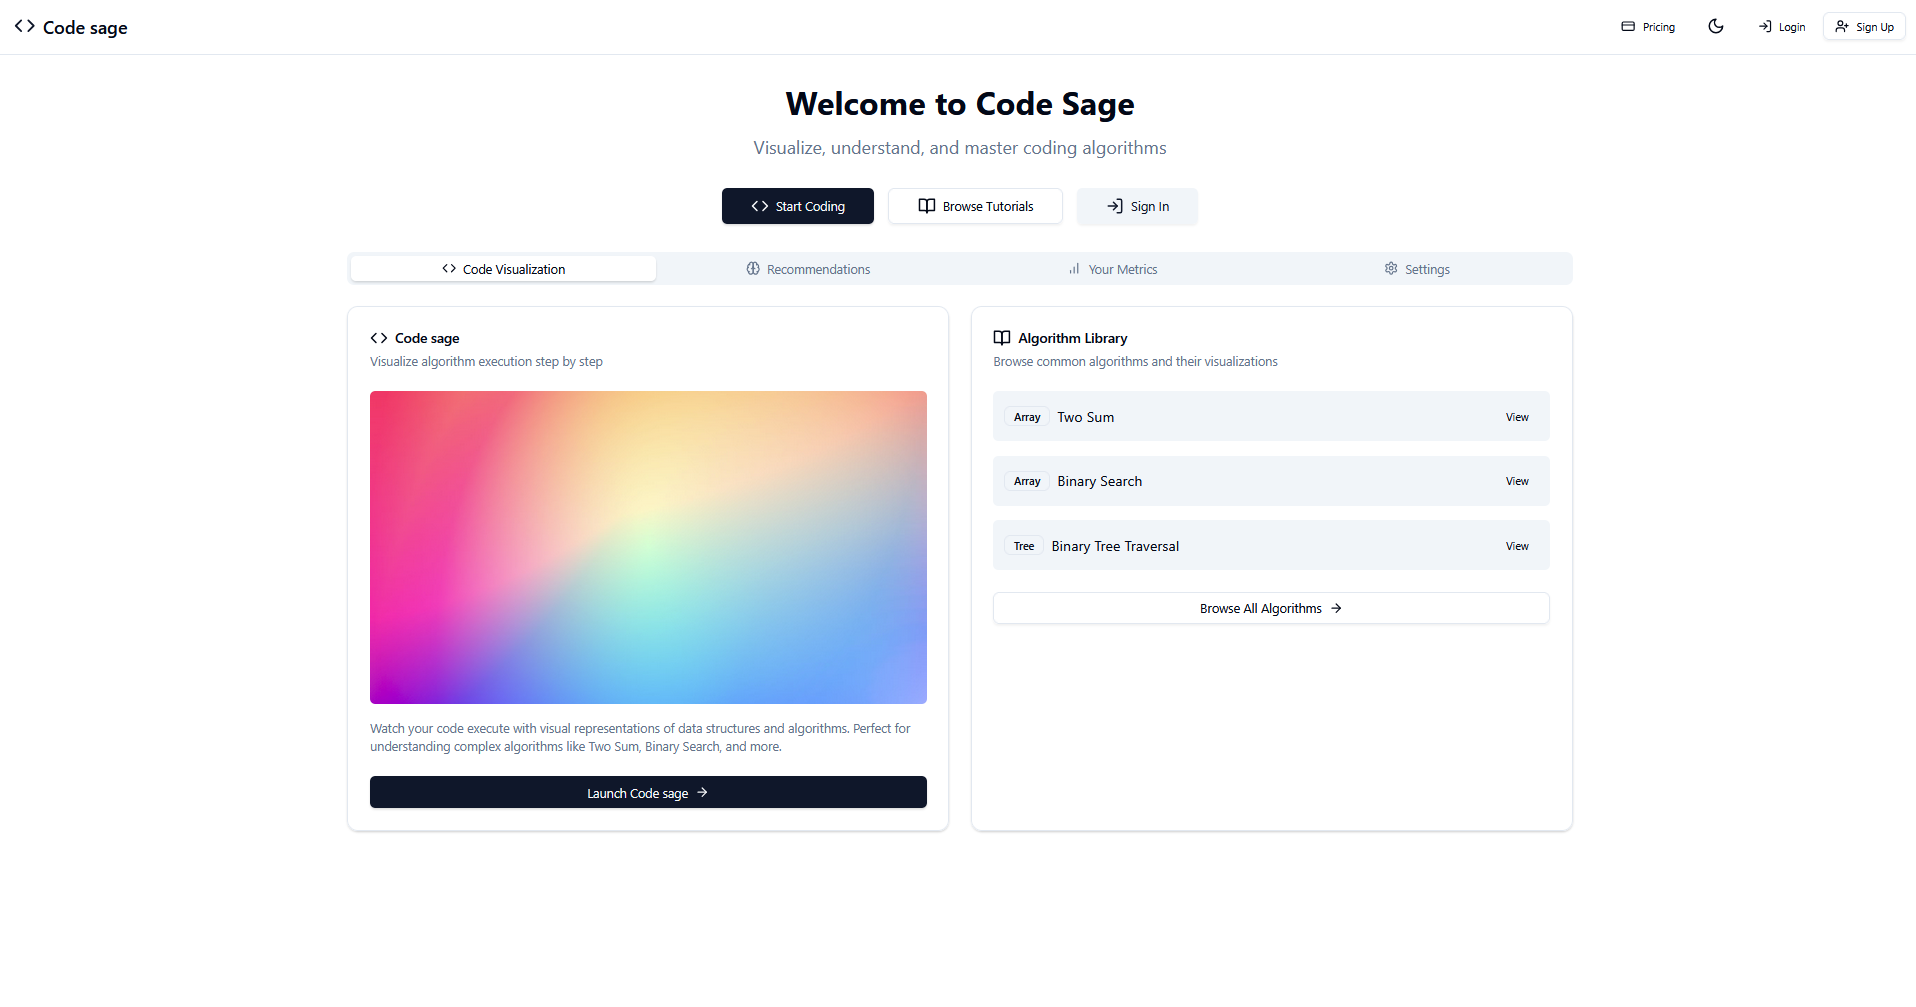 Code sage
Pricing
Login
Sign Up
Welcome to Code Sage
Visualize, understand, and master coding algorithms
Start Coding
Browse Tutorials
Sign In
Code Visualization
Recommendations
Your Metrics
Settings
Code sage
Visualize algorithm execution step by step
Watch your code execute with visual representations of data structures and algorithms. Perfect for
understanding complex algorithms like Two Sum, Binary Search, and more.
Launch Code sage
Algorithm Library
Browse common algorithms and their visualizations
Array Two Sum View
Array Binary Search View
Tree Binary Tree Traversal View
Browse All Algorithms